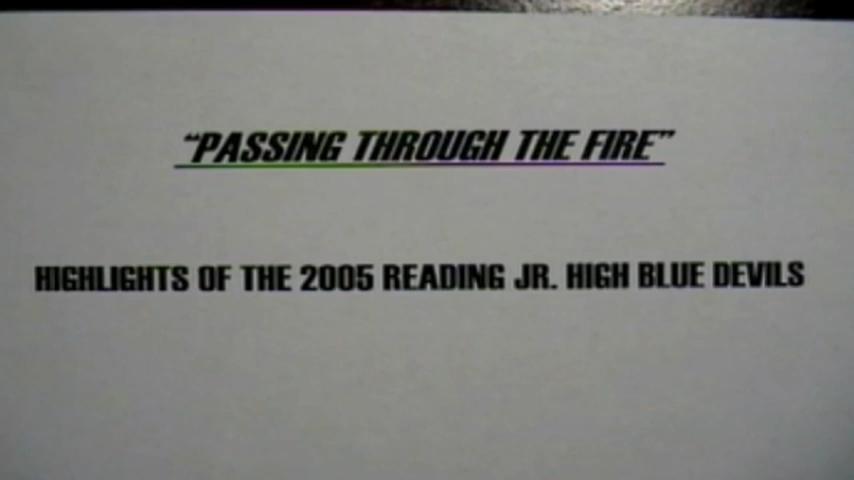 “PASSING THROUGH THE FIRE”
HIGHLIGHTS OF THE 2005 READING JR. HIGH BLUE DEVILS